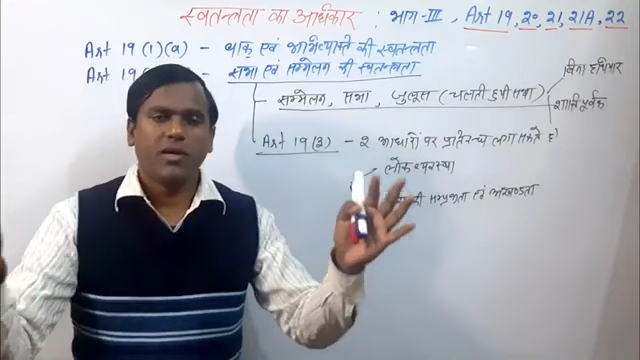 स्वतन्त्रता का अधिकार : भाग-III, Art 19, 20, 21, 21A, 22
Art 19(1)(a) - वाक् एवं अभिव्यक्ति की स्वतन्त्रता
Art 19 सभा एवं सम्मेलन की स्वतन्त्रता
बिना हथियार
सम्मेलन, सभा, जुलूस (चलती हुयी सभा)
शान्तिपूर्वक
Art 19(3) - 2 आधारों पर प्रतिबन्ध लगा सकते है
लोक व्यवस्था
की सम्प्रभुता एवं अखण्डता